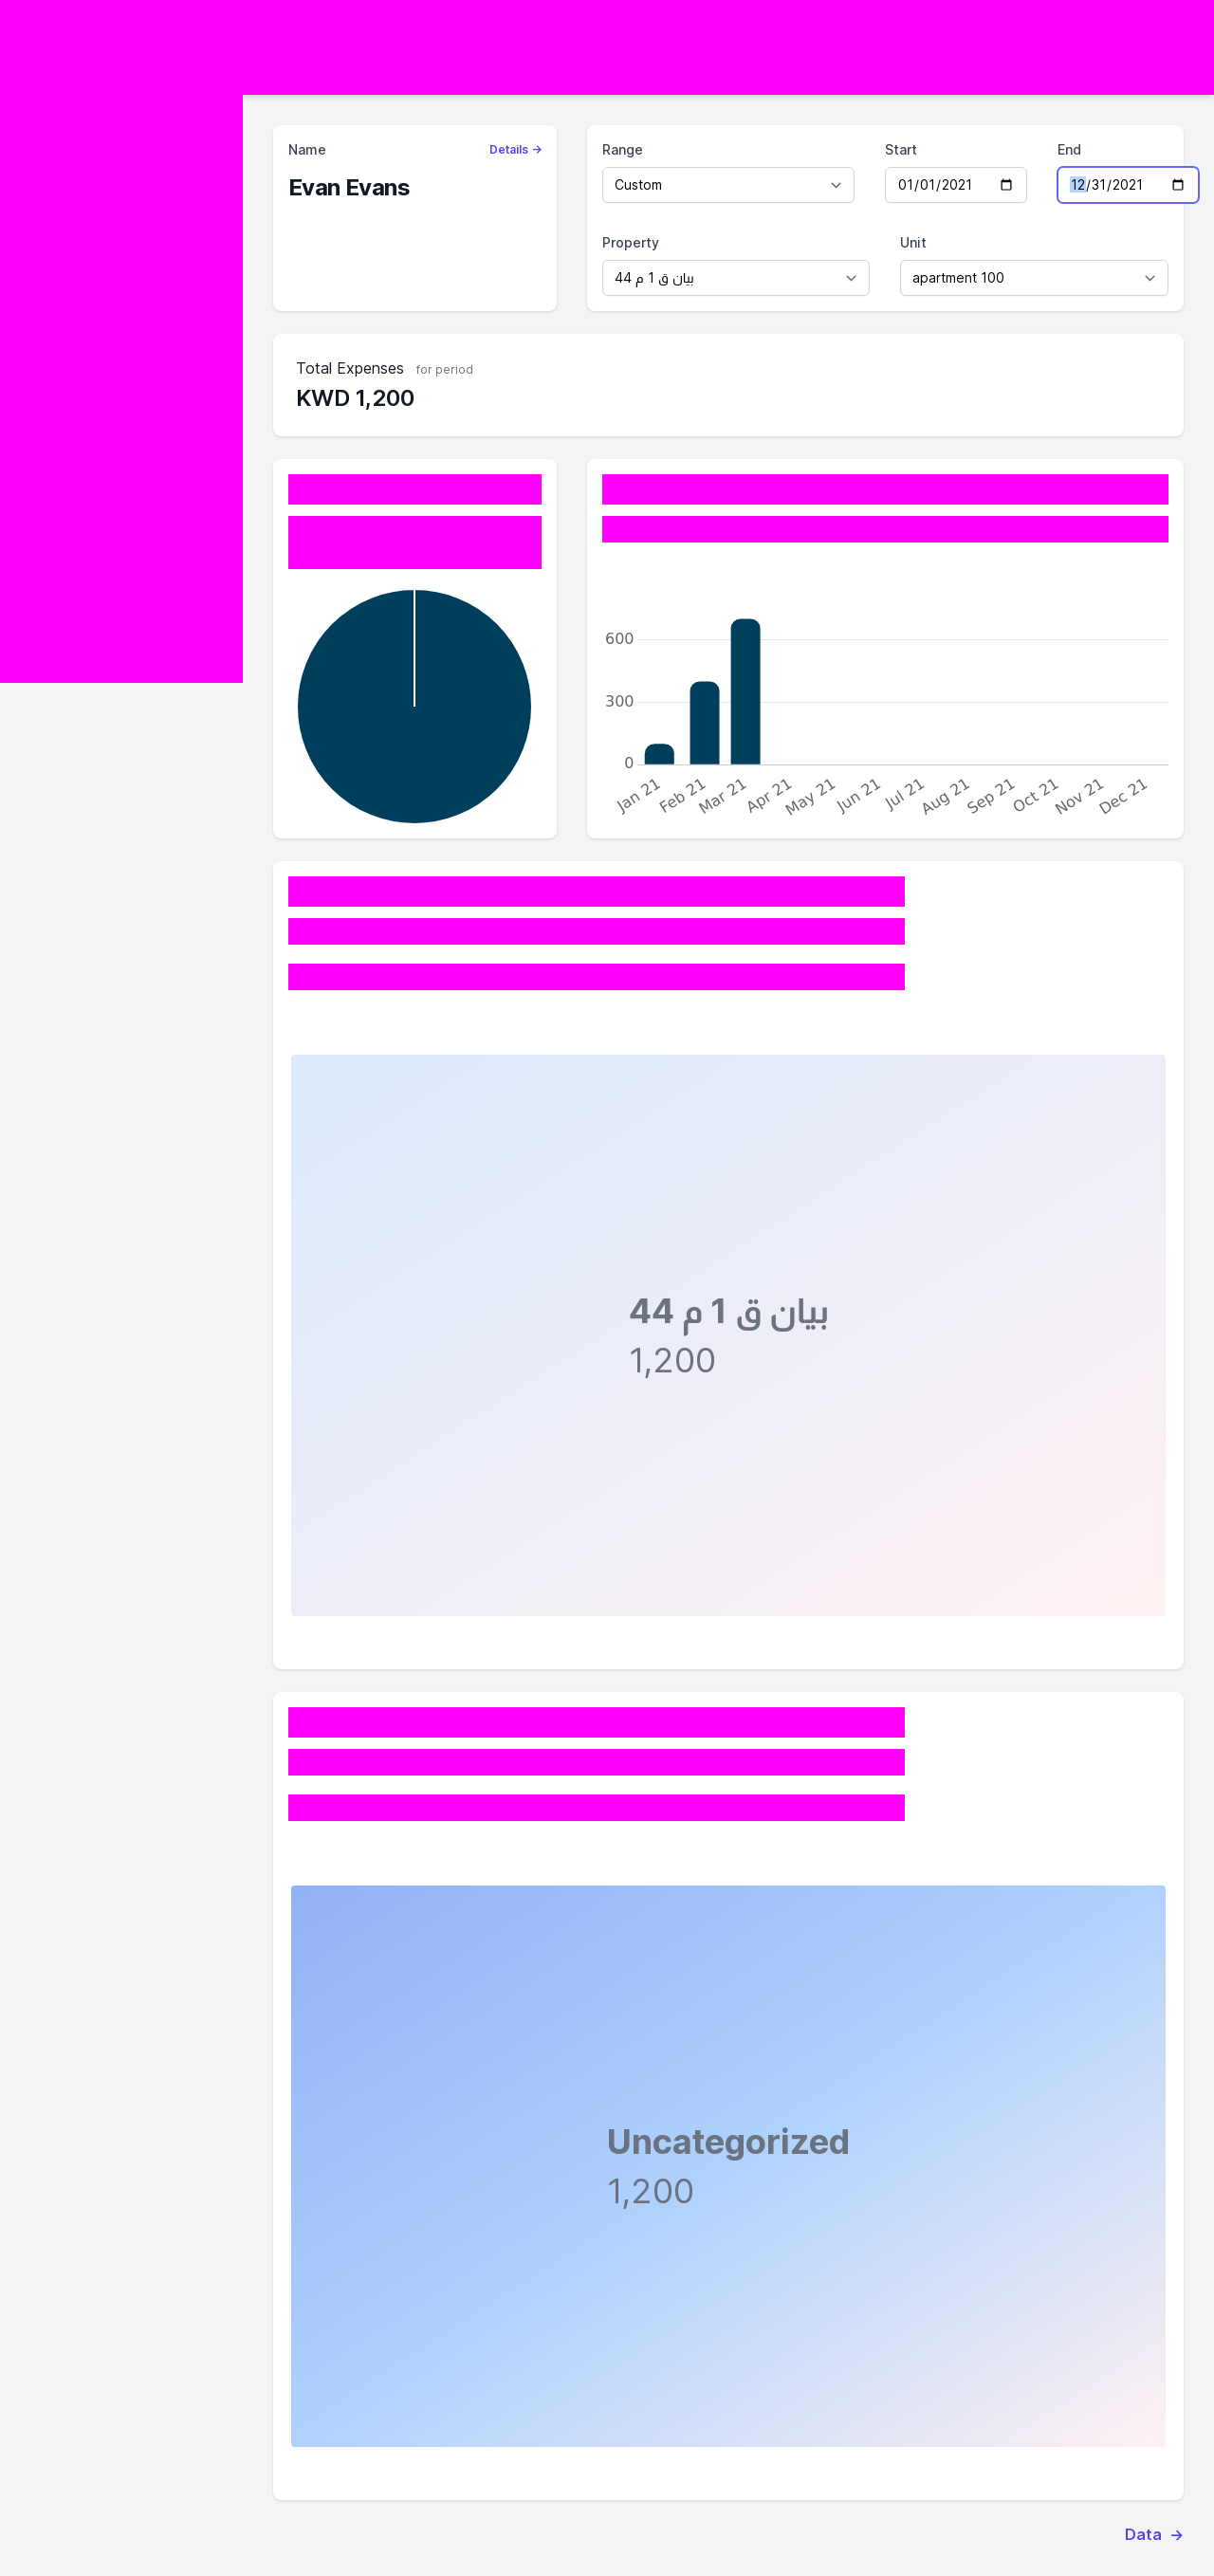 Name
Details →
Evan Evans
Range
Start
End
Custom
01/01/2021
12/31/2021
Property
Unit
بيان ق 1 م 44
apartment 100
Total Expenses for period
KWD 1,200
600
300
0
Jan 21
Feb 21
Mar 21
Apr 21
May 21
Jun 21
Jul 21
Aug 21
Sep 21
Oct 21
Nov 21
Dec 21
بيان ق 1 م 44
1,200
Uncategorized
1,200
Data →